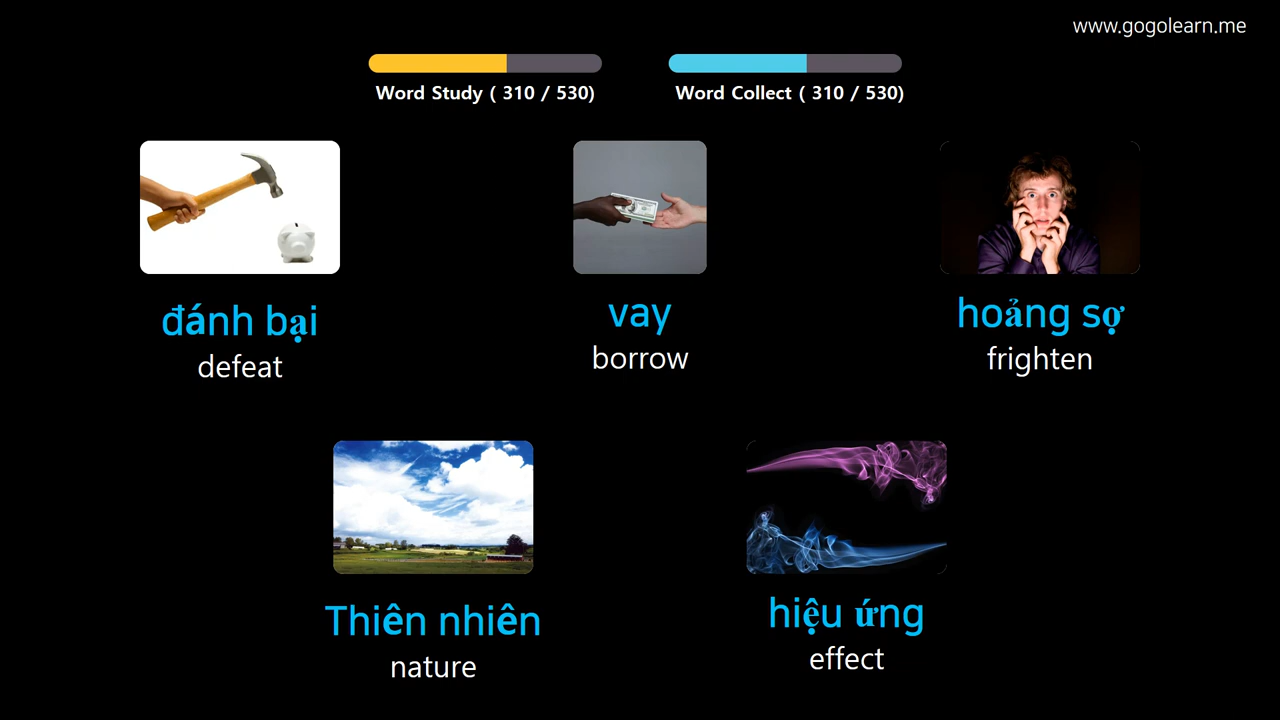 www.gogolearn.me
Word Study ( 310 / 530)
Word Collect ( 310 / 530)
đánh bại
defeat
vay
borrow
hoảng sợ
frighten
Thiên nhiên
nature
hiệu ứng
effect